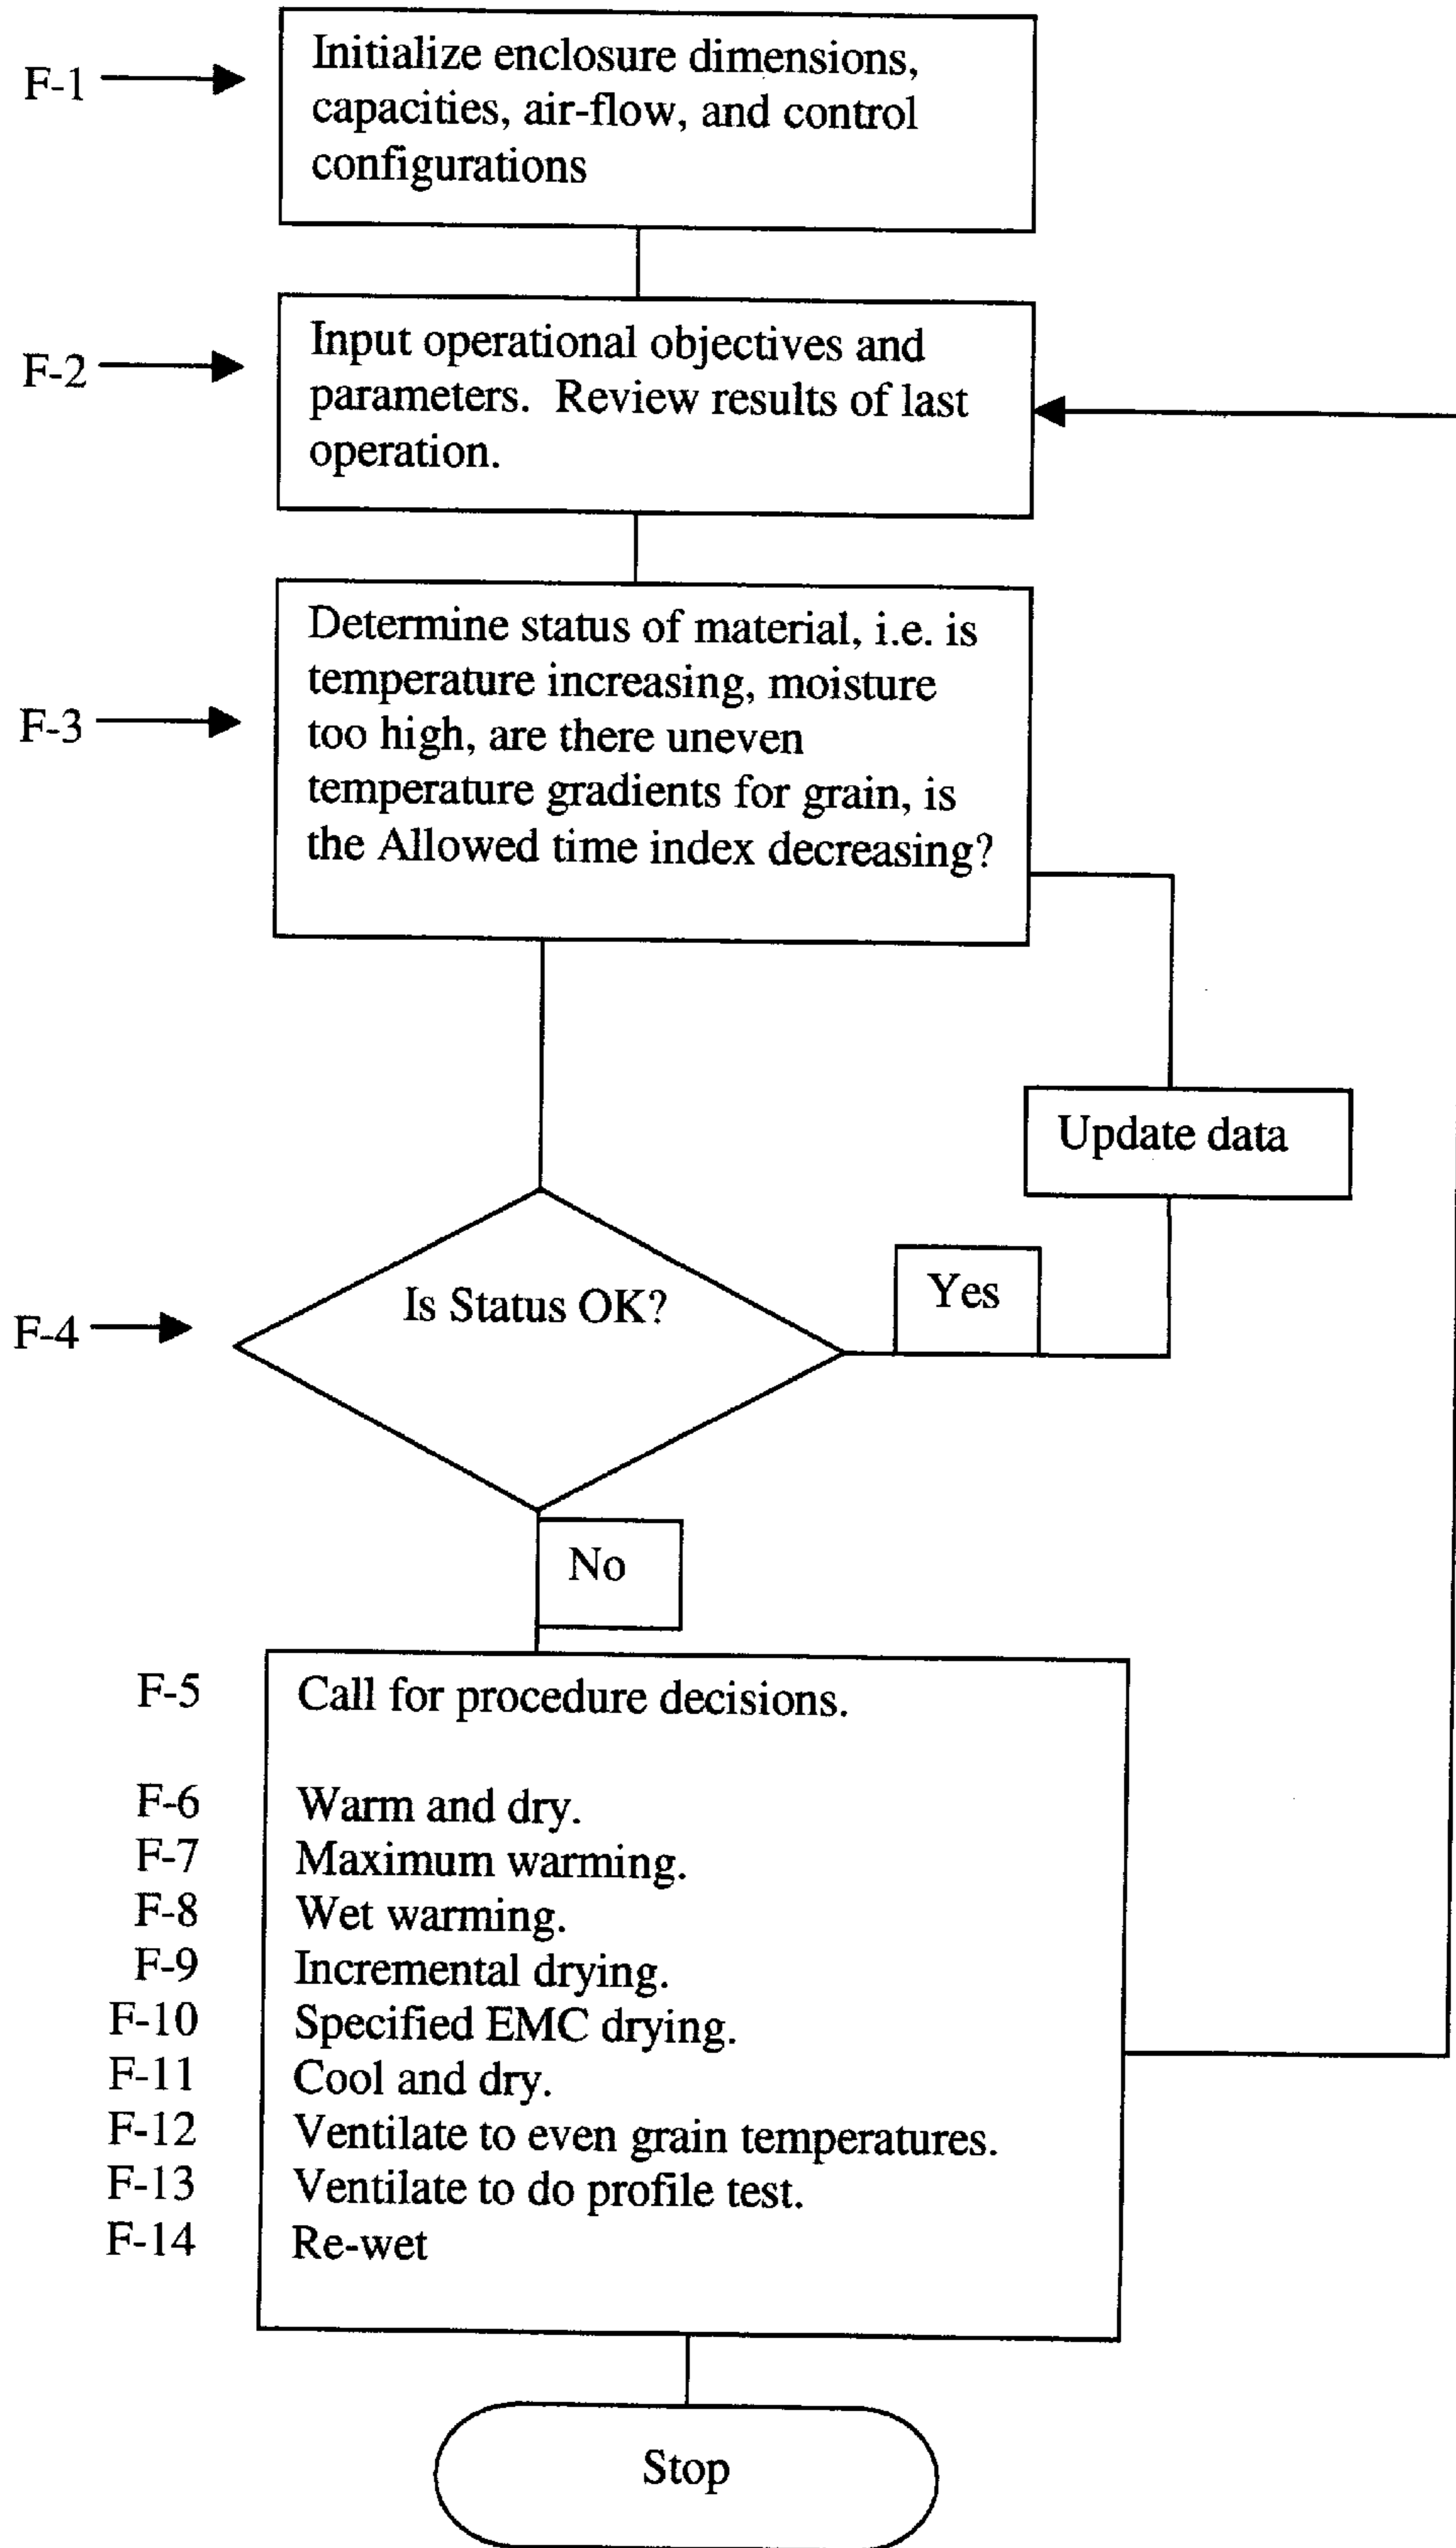 F-1
Initialize enclosure dimensions,
capacities, air-flow, and control
configurations
F-2
Input operational objectives and
parameters. Review results of last
operation.
F-3
Determine status of material, i.e. is
temperature increasing, moisture
too high, are there uneven
temperature gradients for grain, is
the Allowed time index decreasing?
Update data
F-4
Is Status OK?
Yes
No
F-5 Call for procedure decisions.
F-6 Warm and dry.
F-7 Maximum warming.
F-8 Wet warming.
F-9 Incremental drying.
F-10 Specified EMC drying.
F-11 Cool and dry.
F-12 Ventilate to even grain temperatures.
F-13 Ventilate to do profile test.
F-14 Re-wet
Stop